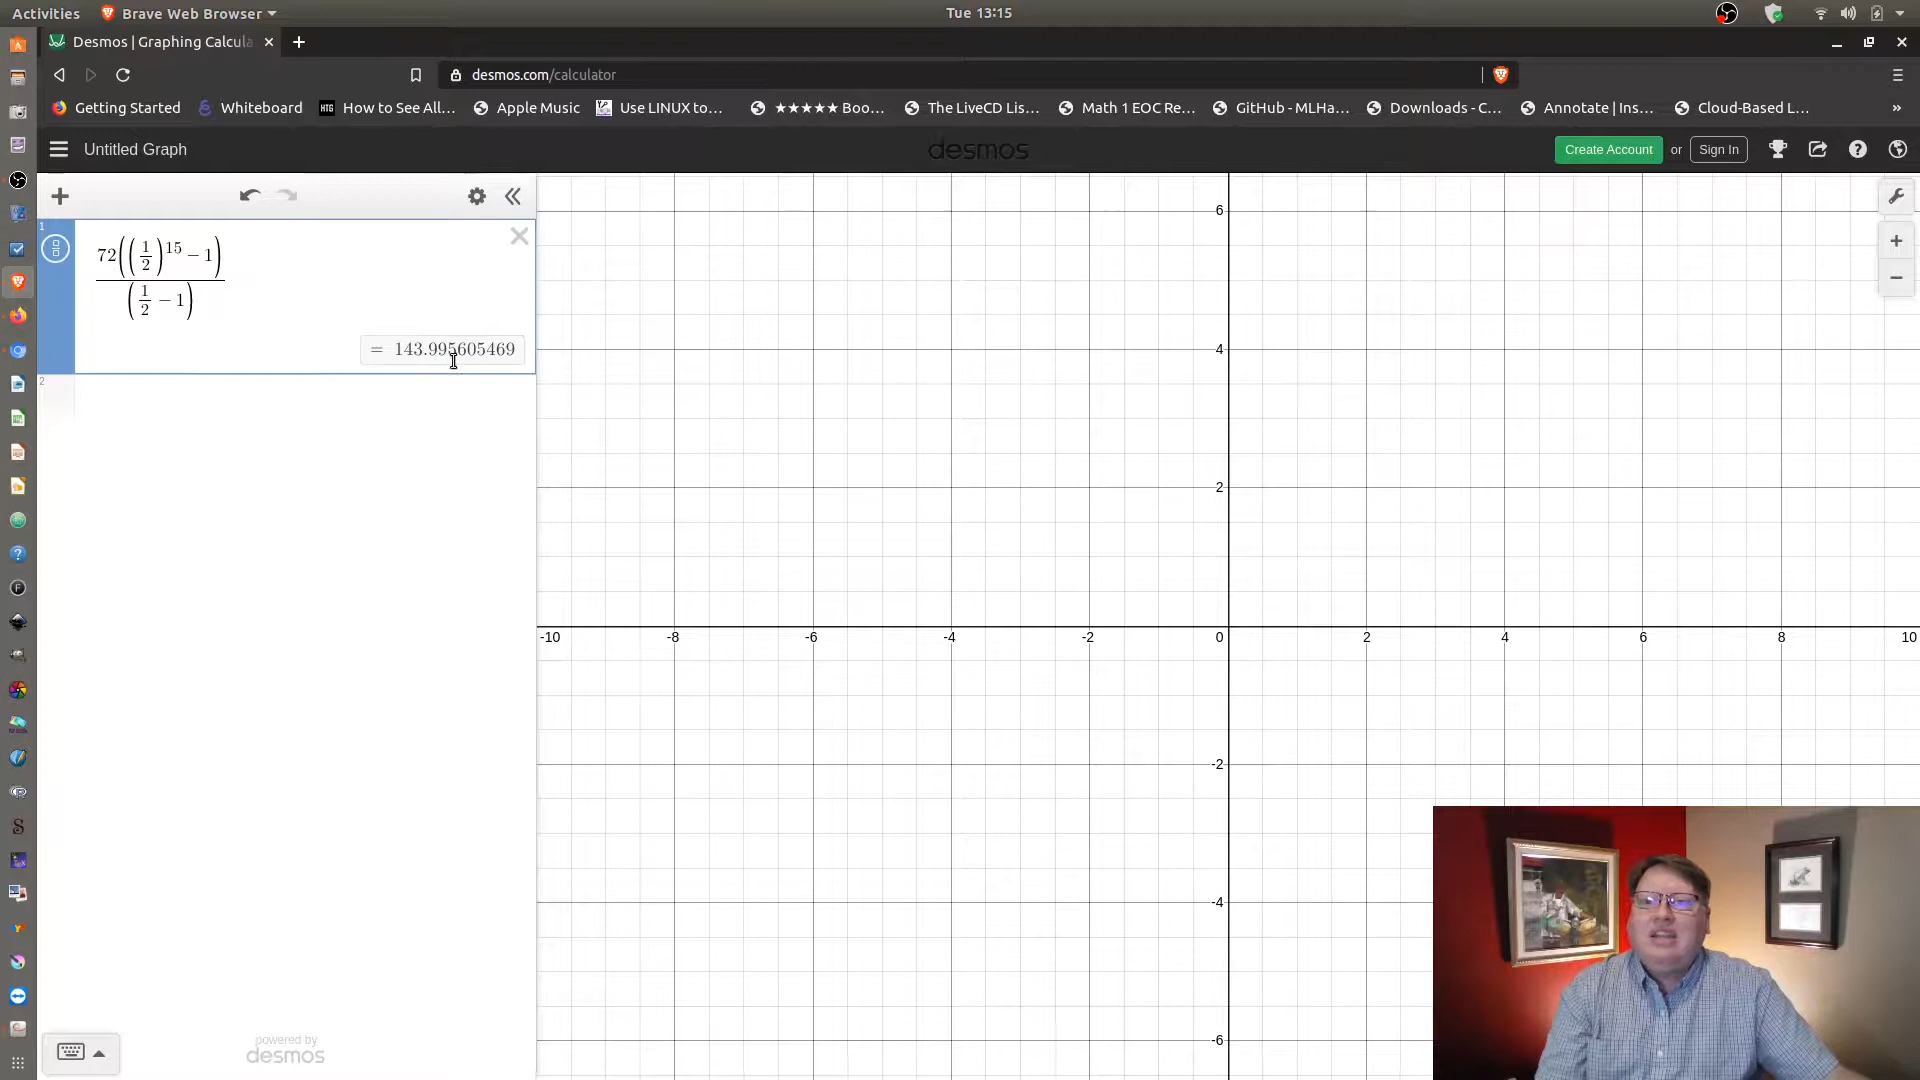 Activities Brave Web Browser Tue 13:15
Desmos | Graphing Calcula
desmos.com/calculator
Getting Started Whiteboard HTG How to See All... Apple Music Use LINUX to... ★★★★★ Boo... The LiveCD Lis... Math 1 EOC Re... GitHub - MLHa... Downloads - C... Annotate | Ins... Cloud-Based L... »
Untitled Graph desmos Create Account or Sign In
1
72((1/2)^15 − 1)
/
(1/2 − 1)
= 143.995605469
2
6
4
2
-10 -8 -6 -4 -2 0 2 4 6 8 10
-2
-4
-6
powered by
desmos